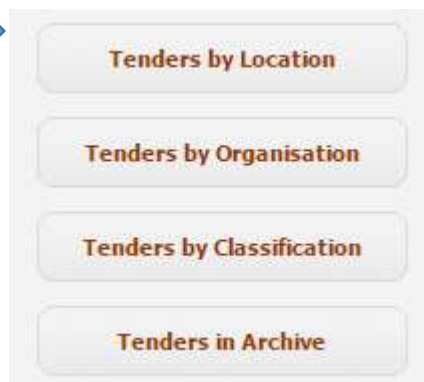 Tenders by Location
Tenders by Organisation
Tenders by Classification
Tenders in Archive